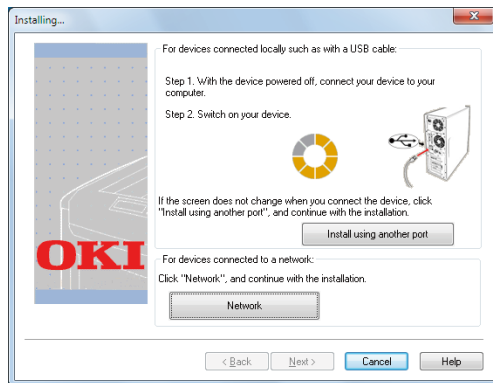 Installing...
For devices connected locally such as with a USB cable:
Step 1. With the device powered off, connect your device to your
computer.
Step 2. Switch on your device.
If the screen does not change when you connect the device, click
"Install using another port", and continue with the installation.
Install using another port
For devices connected to a network:
Click "Network", and continue with the installation.
Network
OKI
< Back
Next >
Cancel
Help